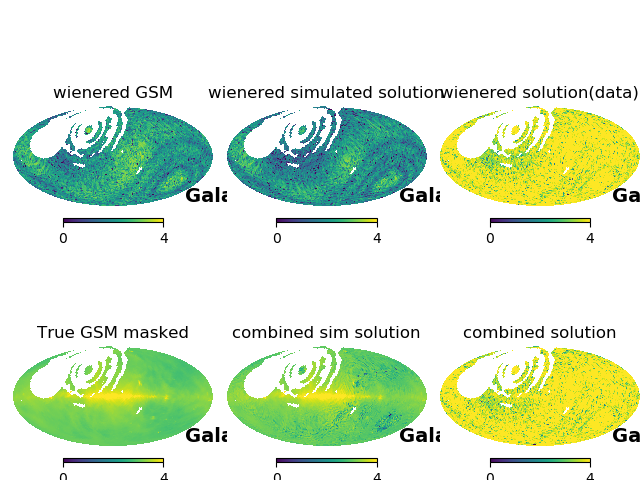 wienered GSM
wienered simulated solution
wienered solution(data)
Gala
Gala
Ga
0 4
0 4
0 4
True GSM masked
combined sim solution
combined solution
Gala
Gala
Ga
0 4
0 4
0 4